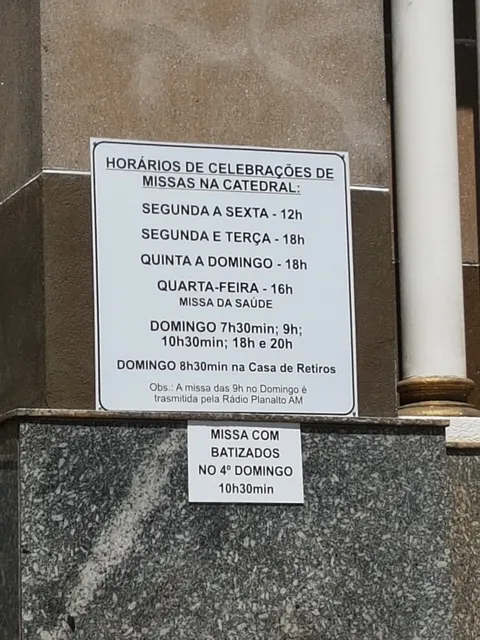 HORÁRIOS DE CELEBRAÇÕES DE
MISSAS NA CATEDRAL:
SEGUNDA A SEXTA - 12h
SEGUNDA E TERÇA - 18h
QUINTA A DOMINGO - 18h
QUARTA-FEIRA - 16h
MISSA DA SAÚDE
DOMINGO 7h30min; 9h;
10h30min; 18h e 20h
DOMINGO 8h30min na Casa de Retiros
Obs.: A missa das 9h no Domingo é
trasmitida pela Rádio Planalto AM
MISSA COM
BATIZADOS
NO 4º DOMINGO
10h30min